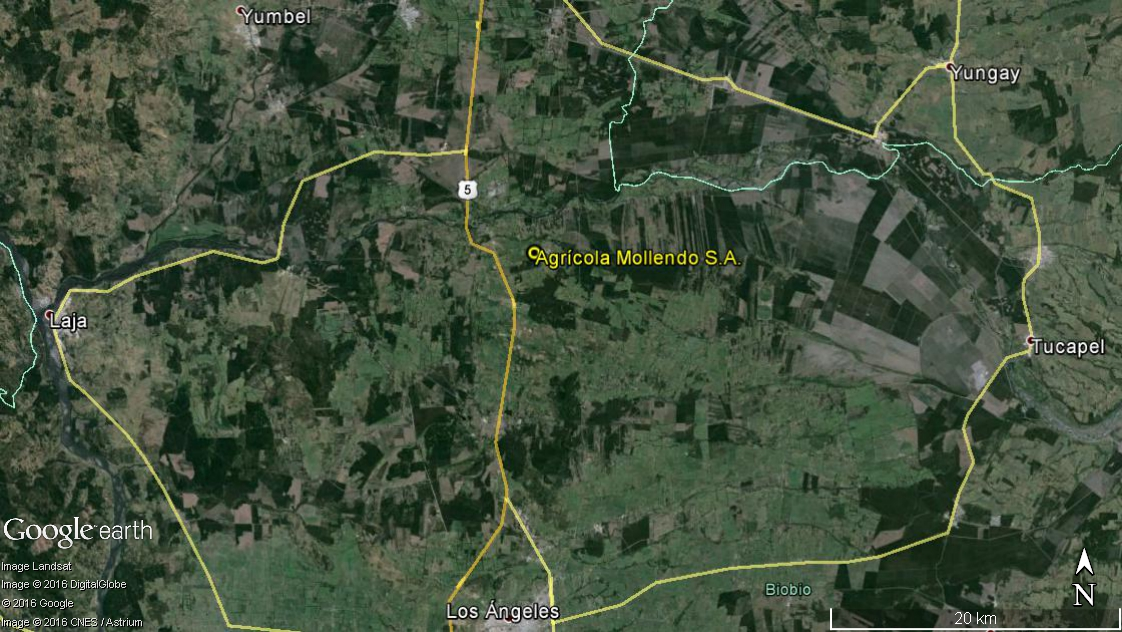 Yumbel
Yungay
5
Agrícola Mollendo S.A.
Laja
Tucapel
Google earth
Image Landsat
Image © 2016 DigitalGlobe
© 2016 Google
Image © 2016 CNES / Astrium
Biobio
N
Los Ángeles
20 km